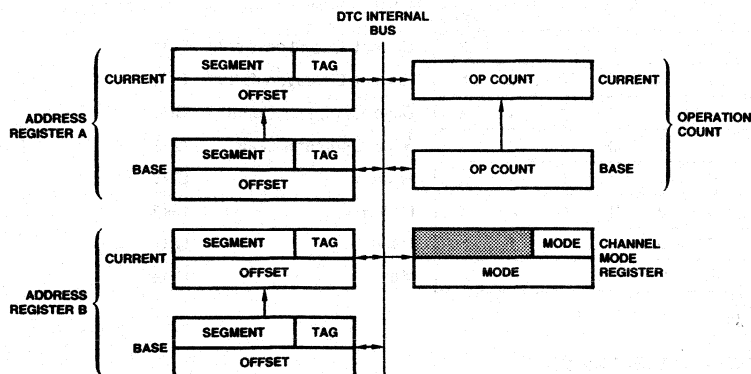 DTC INTERNAL
BUS
SEGMENT TAG
OFFSET
CURRENT
ADDRESS
REGISTER A
SEGMENT TAG
OFFSET
BASE
OP COUNT
CURRENT
OPERATION
COUNT
OP COUNT
BASE
SEGMENT TAG
OFFSET
CURRENT
ADDRESS
REGISTER B
SEGMENT TAG
OFFSET
BASE
MODE
MODE
CHANNEL
MODE
REGISTER